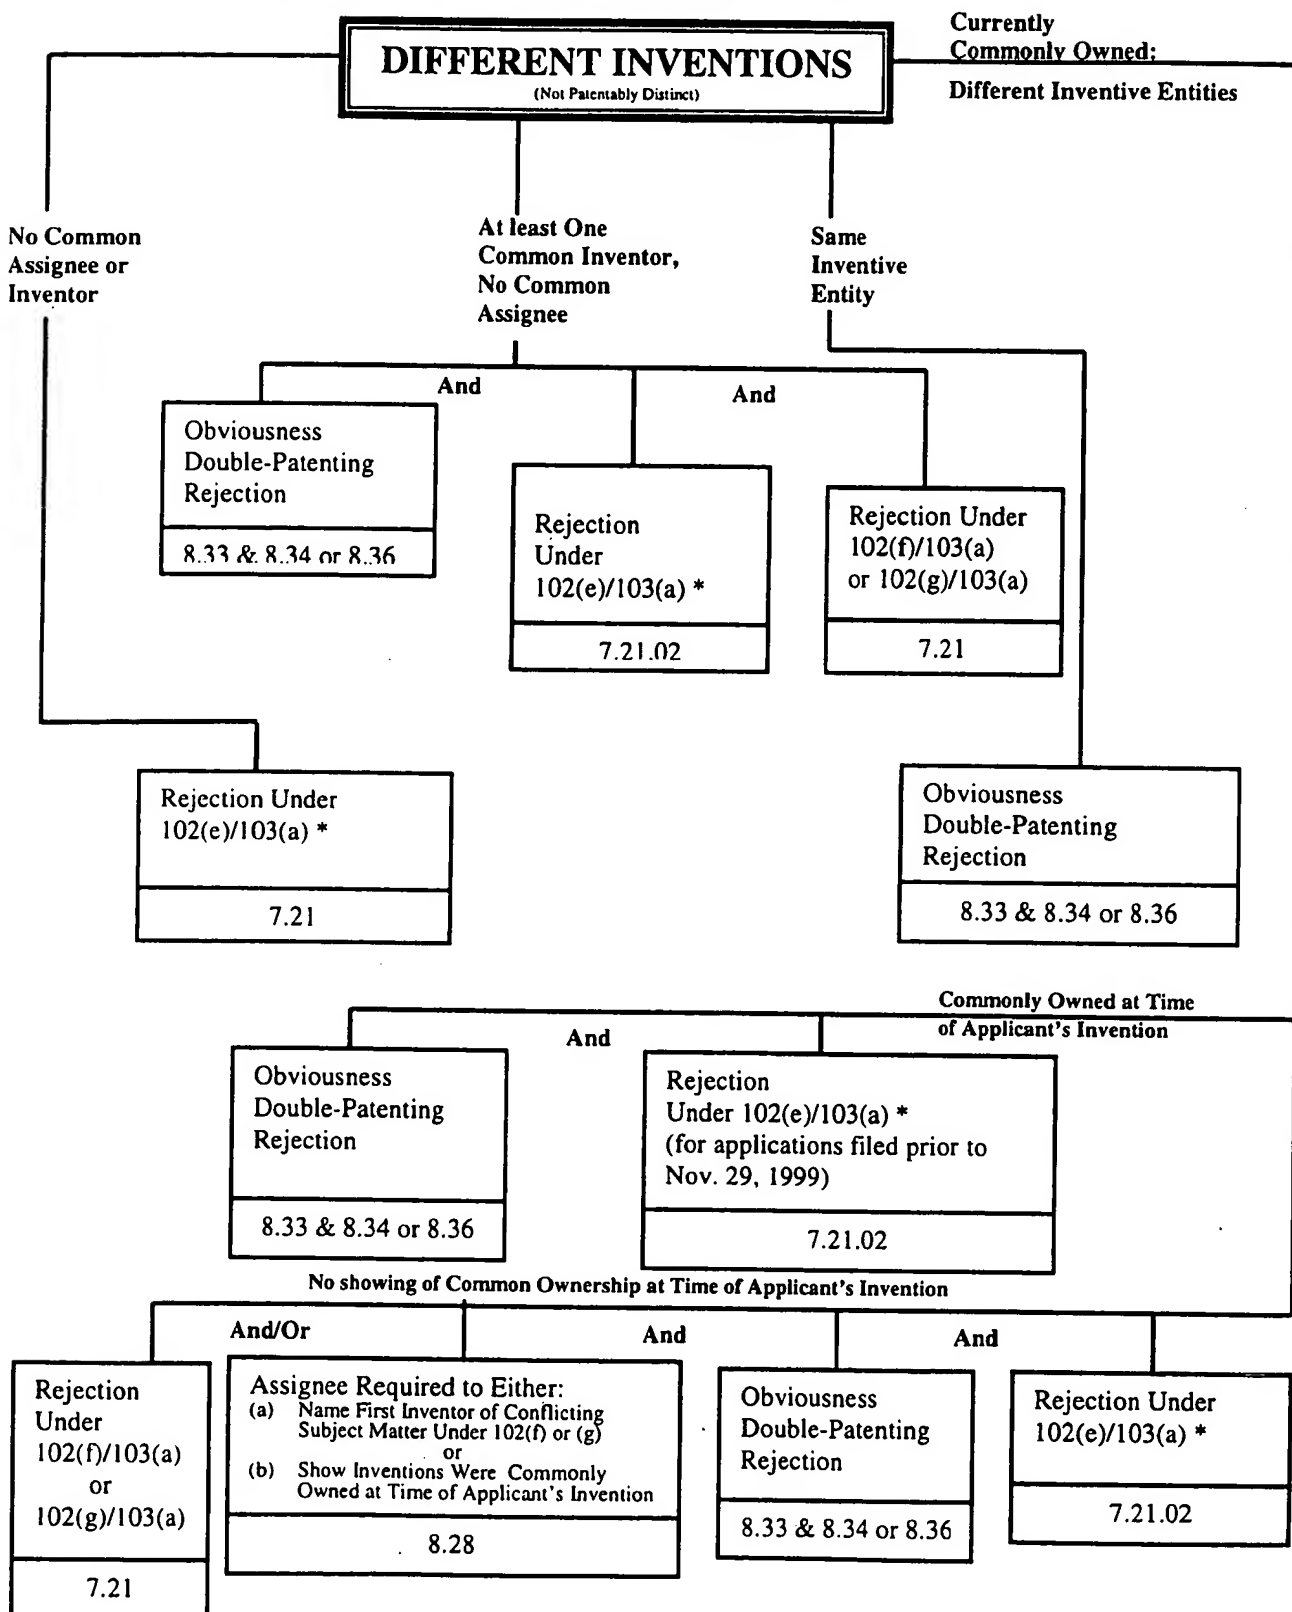 Currently
Commonly Owned;
Different Inventive Entities
DIFFERENT INVENTIONS
(Not Patentably Distinct)
No Common
Assignee or
Inventor
At least One
Common Inventor,
No Common
Assignee
Same
Inventive
Entity
And
And
Obviousness
Double-Patenting
Rejection
8.33 & 8.34 or 8.36
Rejection
Under
102(e)/103(a) *
7.21.02
Rejection Under
102(f)/103(a)
or 102(g)/103(a)
7.21
Rejection Under
102(e)/103(a) *
7.21
Obviousness
Double-Patenting
Rejection
8.33 & 8.34 or 8.36
Commonly Owned at Time
of Applicant's Invention
And
Obviousness
Double-Patenting
Rejection
8.33 & 8.34 or 8.36
Rejection
Under 102(e)/103(a) *
(for applications filed prior to
Nov. 29, 1999)
7.21.02
No showing of Common Ownership at Time of Applicant's Invention
And/Or
And
And
Rejection
Under
102(f)/103(a)
or
102(g)/103(a)
7.21
Assignee Required to Either:
(a) Name First Inventor of Conflicting
Subject Matter Under 102(f) or (g)
or
(b) Show Inventions Were Commonly
Owned at Time of Applicant's Invention
8.28
Obviousness
Double-Patenting
Rejection
8.33 & 8.34 or 8.36
Rejection Under
102(e)/103(a) *
7.21.02